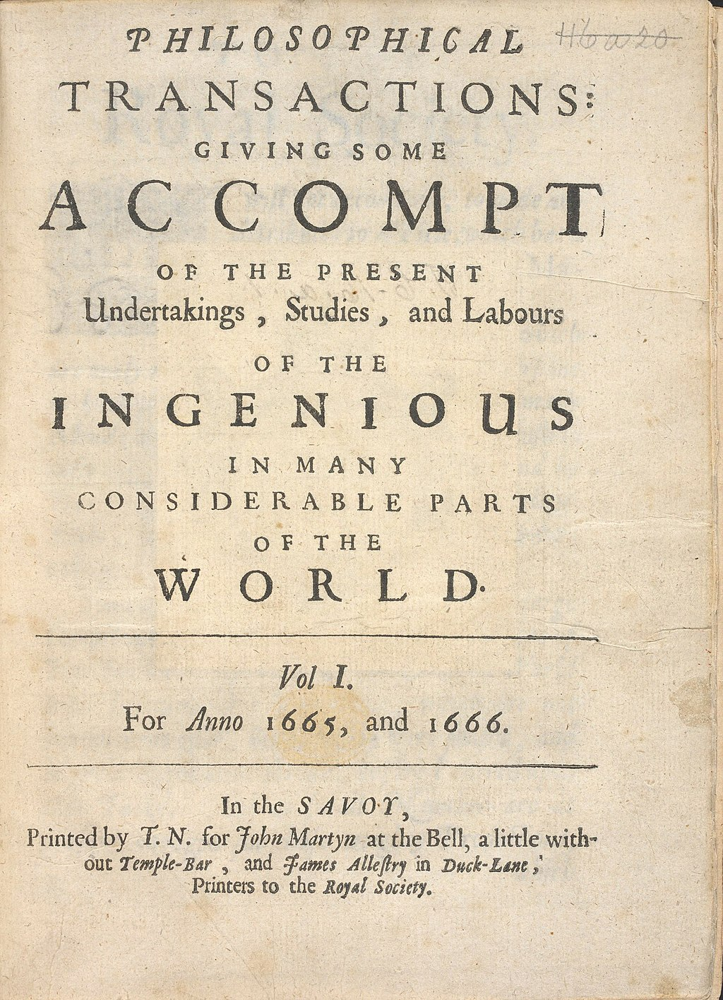 PHILOSOPHICAL
TRANSACTIONS:
GIVING SOME
ACCOMPT
OF THE PRESENT
Undertakings, Studies, and Labours
OF THE
INGENIOUS
IN MANY
CONSIDERABLE PARTS
OF THE
WORLD.
Vol I.
For Anno 1665, and 1666.
In the SAVOY,
Printed by T. N. for John Martyn at the Bell, a little with-
out Temple-Bar, and James Alleſtry in Duck-Lane,
Printers to the Royal Society.